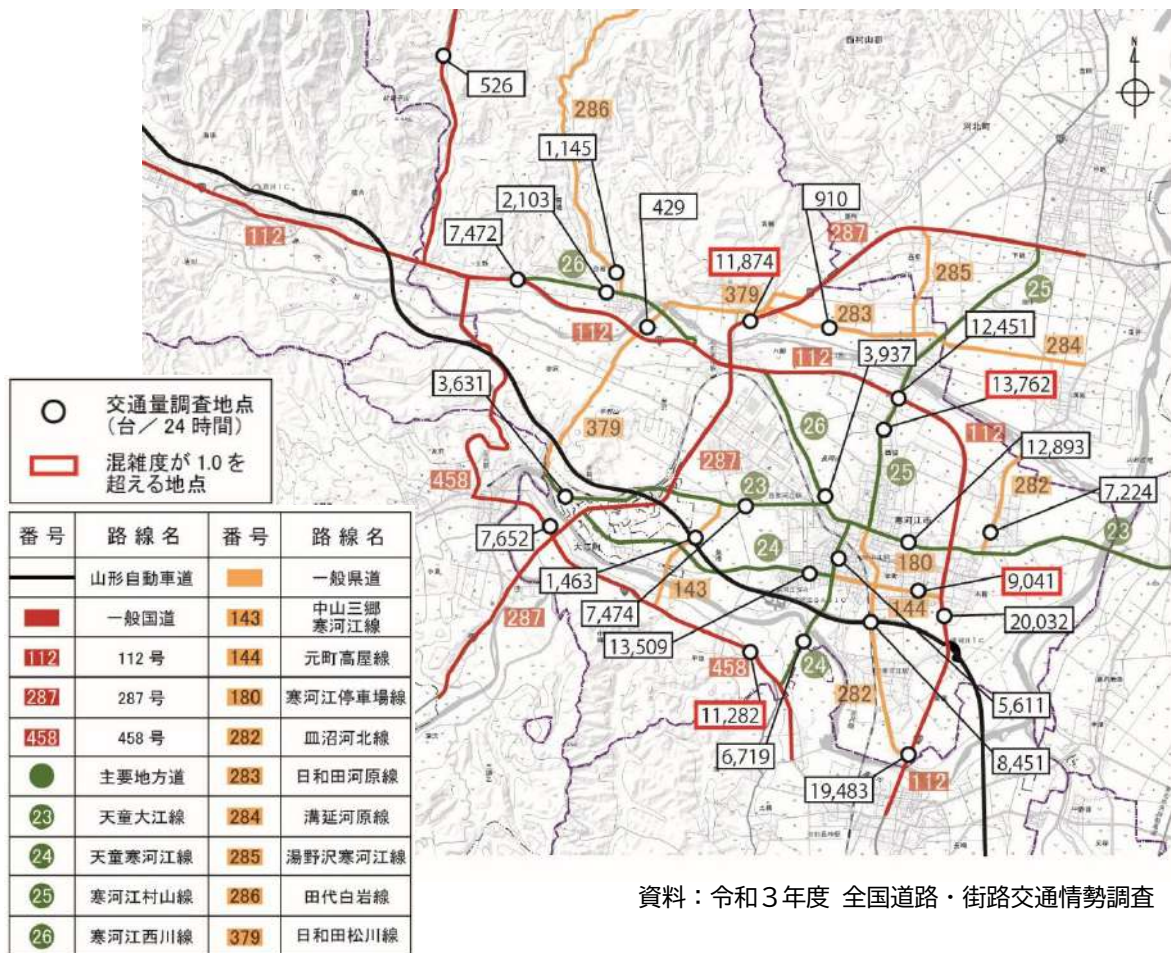 526
286
1,145
2,103
429
910
7,472
112
26
11,874
287
285
25
379
283
284
12,451
112
112
3,937
13,762
3,631
379
26
112
12,893
287
25
282
7,224
458
23
23
寒河江市
7,652
24
180
大江町
1,463
143
9,041
144
7,474
287
20,032
13,509
458
24
282
5,611
11,282
6,719
8,451
19,483
112
河北町
西村山郡
N
交通量調査地点
(台/24時間)
混雑度が1.0を
超える地点
番号 路線名 番号 路線名
山形自動車道 一般県道
一般国道 143 中山三郷
寒河江線
112 112号 144 元町高屋線
287 287号 180 寒河江停車場線
458 458号 282 皿沼河北線
主要地方道 283 日和田河原線
23 天童大江線 284 溝延河原線
24 天童寒河江線 285 湯野沢寒河江線
25 寒河江村山線 286 田代白岩線
26 寒河江西川線 379 日和田松川線
資料：令和３年度 全国道路・街路交通情勢調査